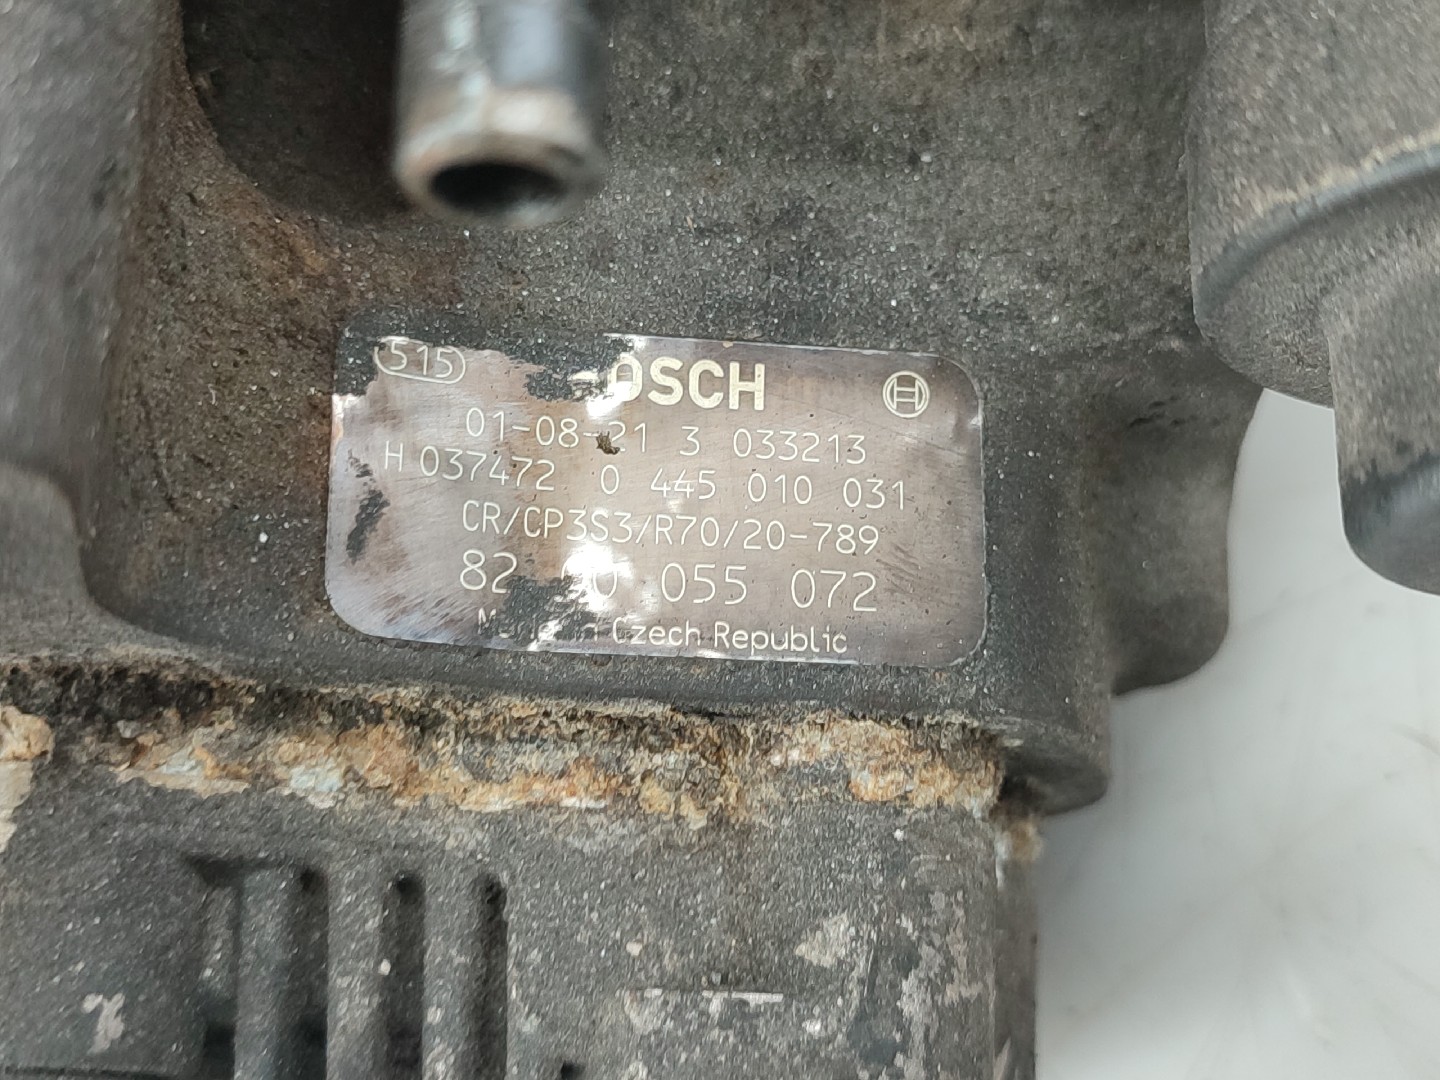 515
OSCH
01-08-21 3 033213
H 037472 0 445 010 031
CR/CP3S3/R70/20-789
82 0 055 072
Czech Republic